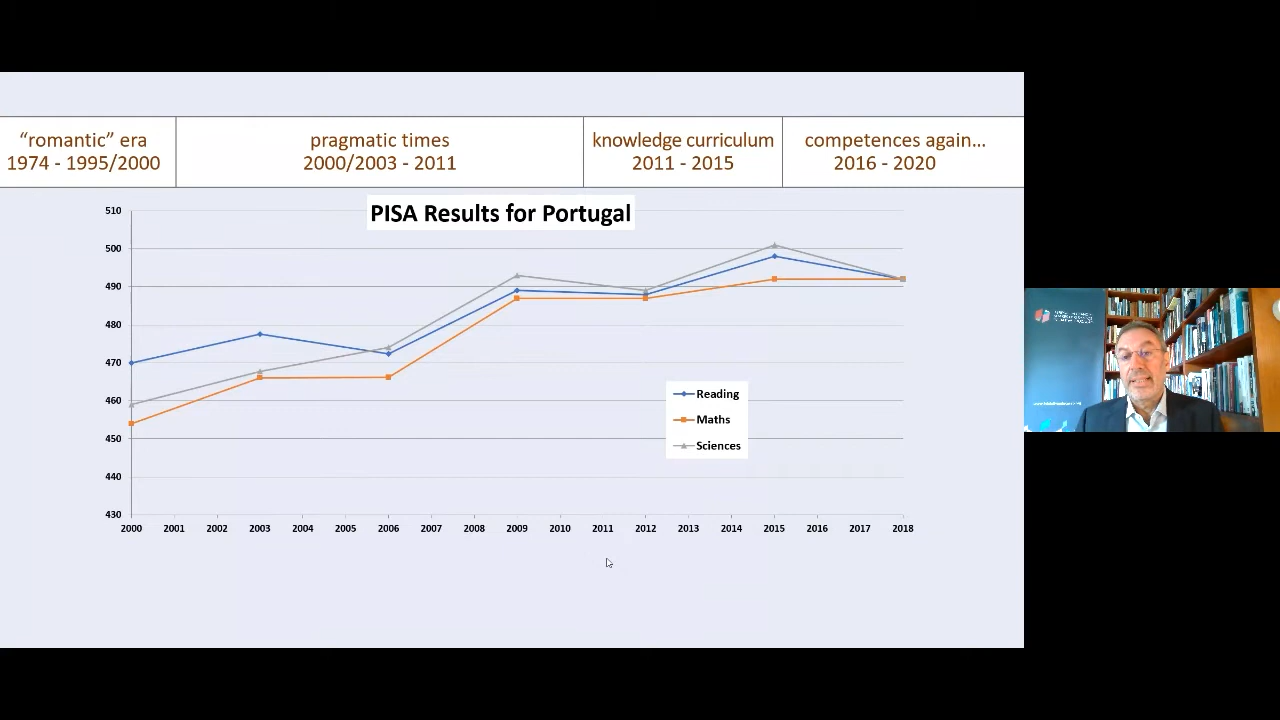 “romantic” era
1974 - 1995/2000
pragmatic times
2000/2003 - 2011
knowledge curriculum
2011 - 2015
competences again...
2016 - 2020
PISA Results for Portugal
510
500
490
480
470
460
450
440
430
2000 2001 2002 2003 2004 2005 2006 2007 2008 2009 2010 2011 2012 2013 2014 2015 2016 2017 2018
Reading
Maths
Sciences